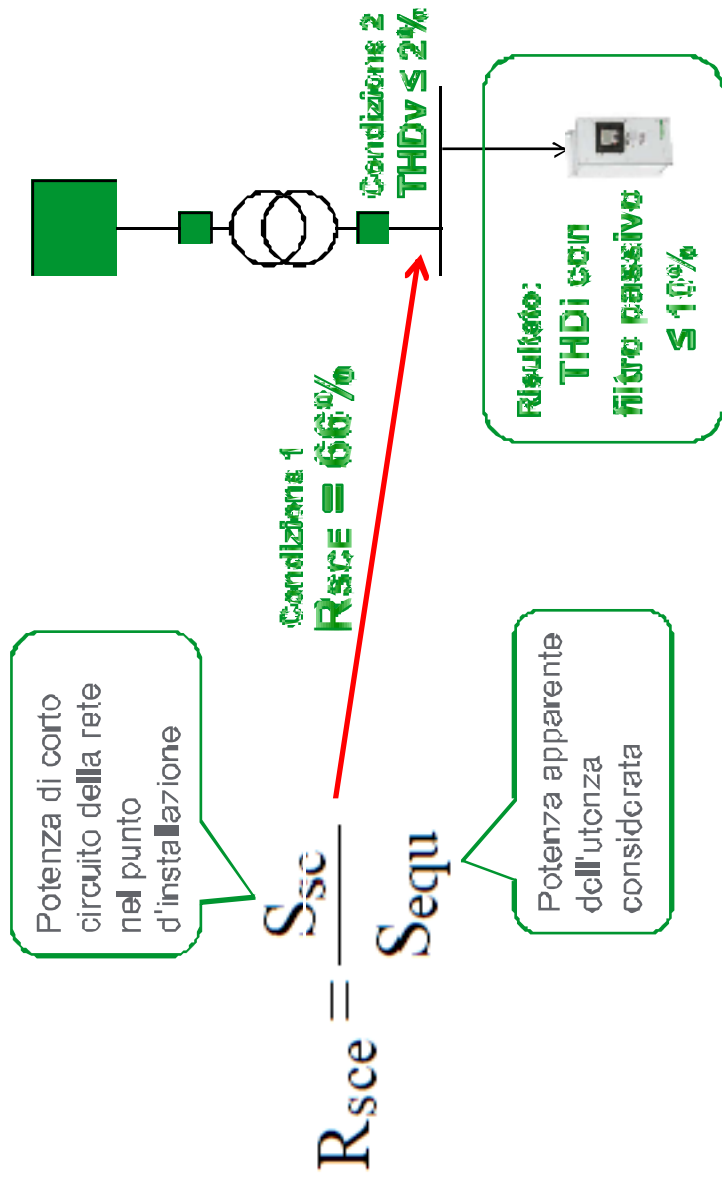 Potenza di corto
circuito della rete
nel punto
d'installazione
Rsce = Ssc
Sequ
Potenza apparente
dell'utenza
considerata
Condizione 1
RSCE = 66%
Condizione 2
THDv ≤ 2%
Risultato:
THDi con
filtro passivo
≤ 10%